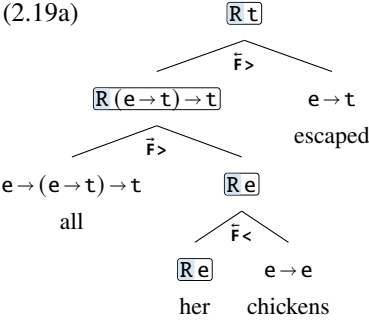 (2.19a) R t
F⃖>
R (e→t)→t e→t
escaped
F⃗>
e→(e→t)→t R e
all
F⃖<
R e e→e
her chickens